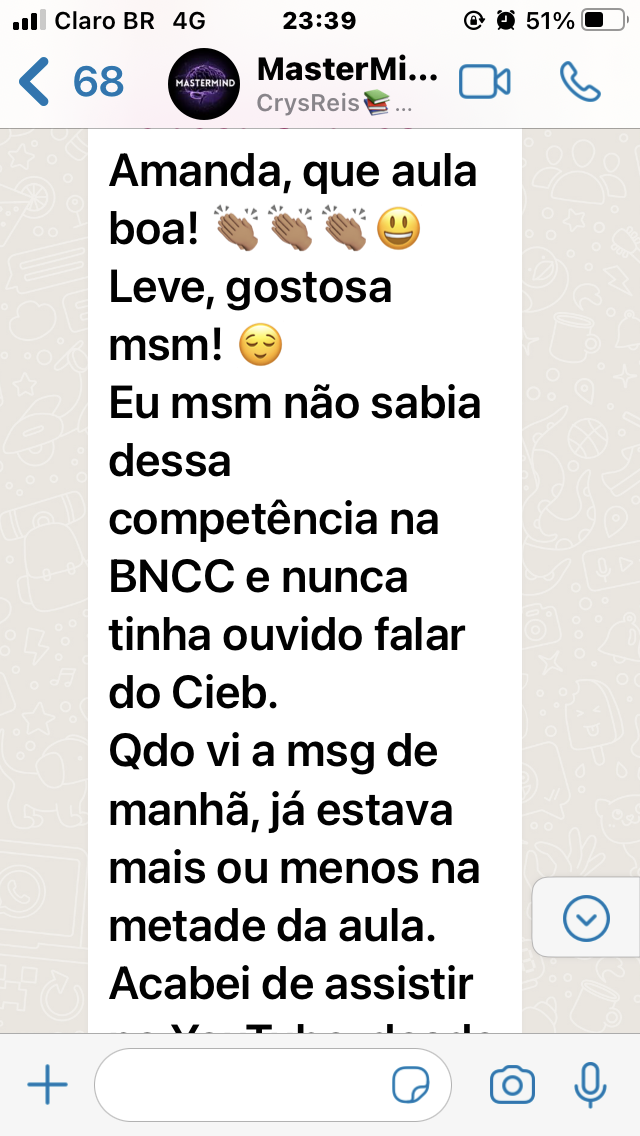 Claro BR 4G 23:39 51%
68 MASTERMIND MasterMi...
CrysReis📚...
Amanda, que aula
boa! 👏🏽👏🏽👏🏽😃
Leve, gostosa
msm! 😌
Eu msm não sabia
dessa
competência na
BNCC e nunca
tinha ouvido falar
do Cieb.
Qdo vi a msg de
manhã, já estava
mais ou menos na
metade da aula.
Acabei de assistir